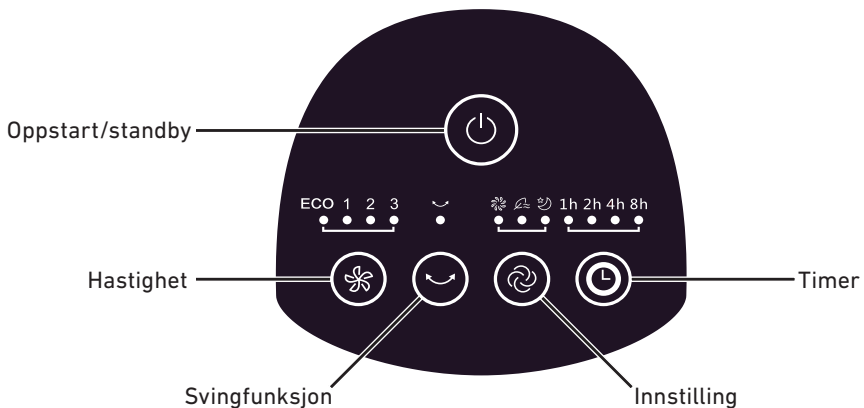 Oppstart/standby
ECO 1 2 3 1h 2h 4h 8h
Hastighet
Timer
Svingfunksjon
Innstilling